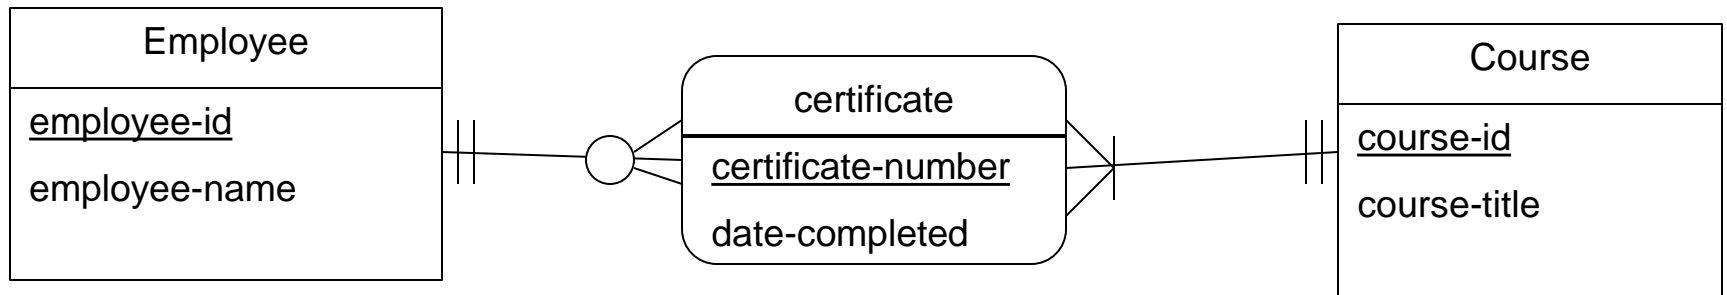 Employee
employee-id
employee-name
certificate
certificate-number
date-completed
Course
course-id
course-title